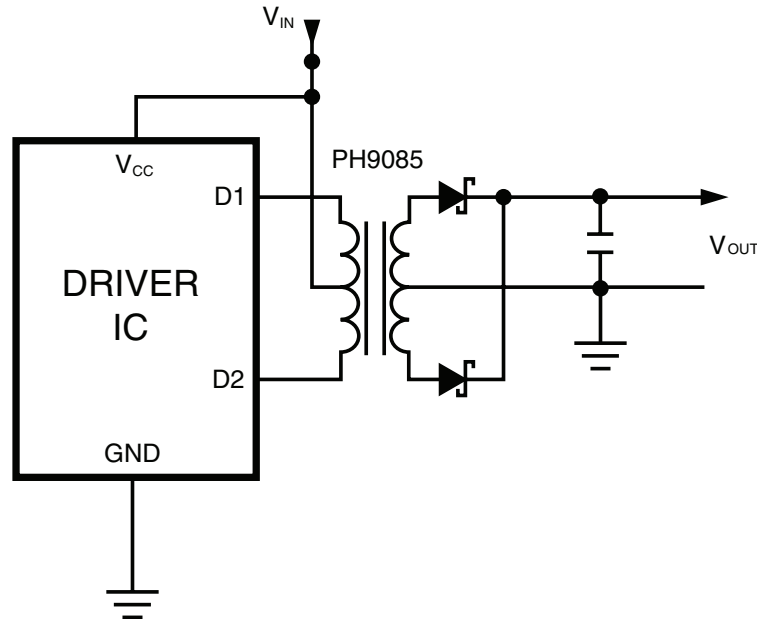 VIN
VCC
PH9085
D1
DRIVER
IC
VOUT
D2
GND